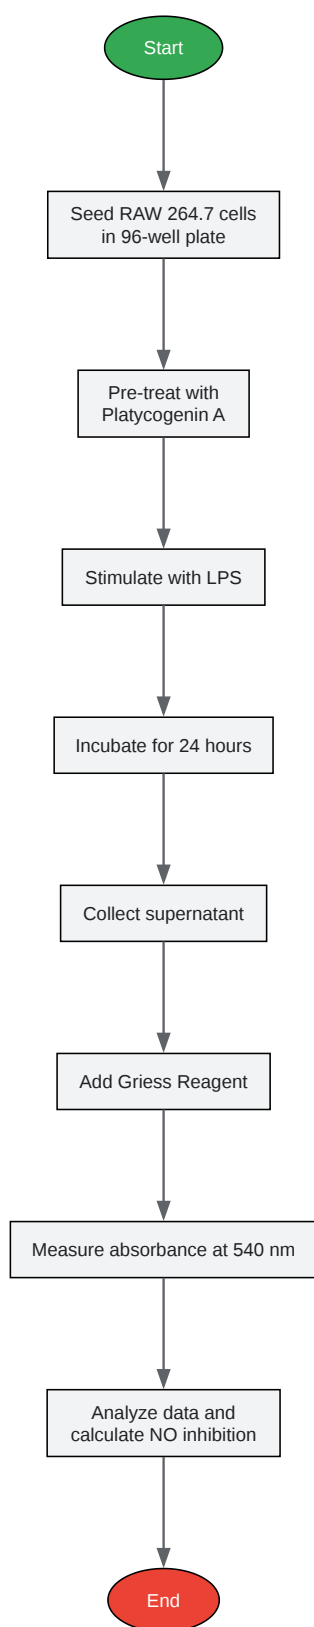 Start
Seed RAW 264.7 cells
in 96-well plate
Pre-treat with
Platycogenin A
Stimulate with LPS
Incubate for 24 hours
Collect supernatant
Add Griess Reagent
Measure absorbance at 540 nm
Analyze data and
calculate NO inhibition
End